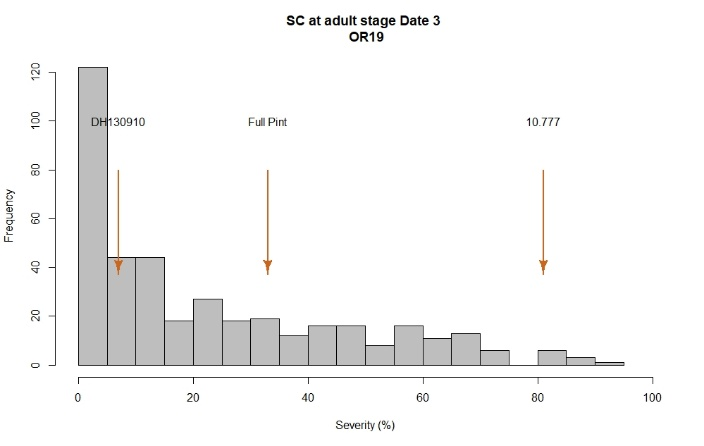 SC at adult stage Date 3
OR19
Frequency
0
20
40
60
80
100
120
DH130910
Full Pint
10.777
0
20
40
60
80
100
Severity (%)